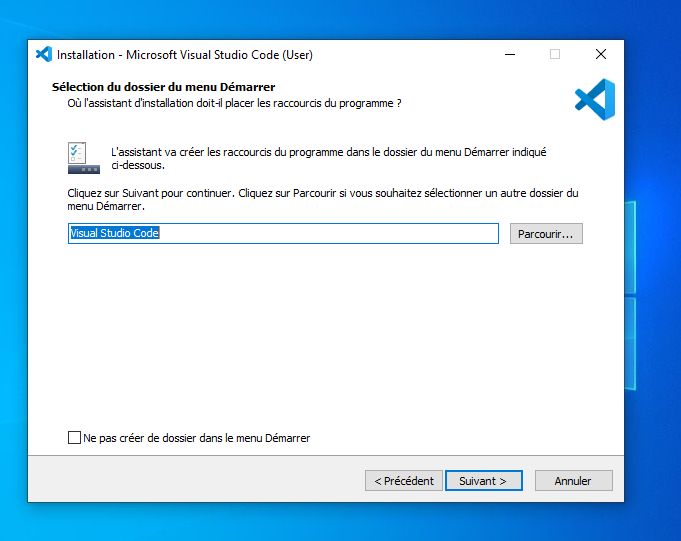 Installation - Microsoft Visual Studio Code (User)
Sélection du dossier du menu Démarrer
Où l'assistant d'installation doit-il placer les raccourcis du programme ?
L'assistant va créer les raccourcis du programme dans le dossier du menu Démarrer indiqué
ci-dessous.
Cliquez sur Suivant pour continuer. Cliquez sur Parcourir si vous souhaitez sélectionner un autre dossier du
menu Démarrer.
Visual Studio Code
Parcourir...
Ne pas créer de dossier dans le menu Démarrer
< Précédent
Suivant >
Annuler